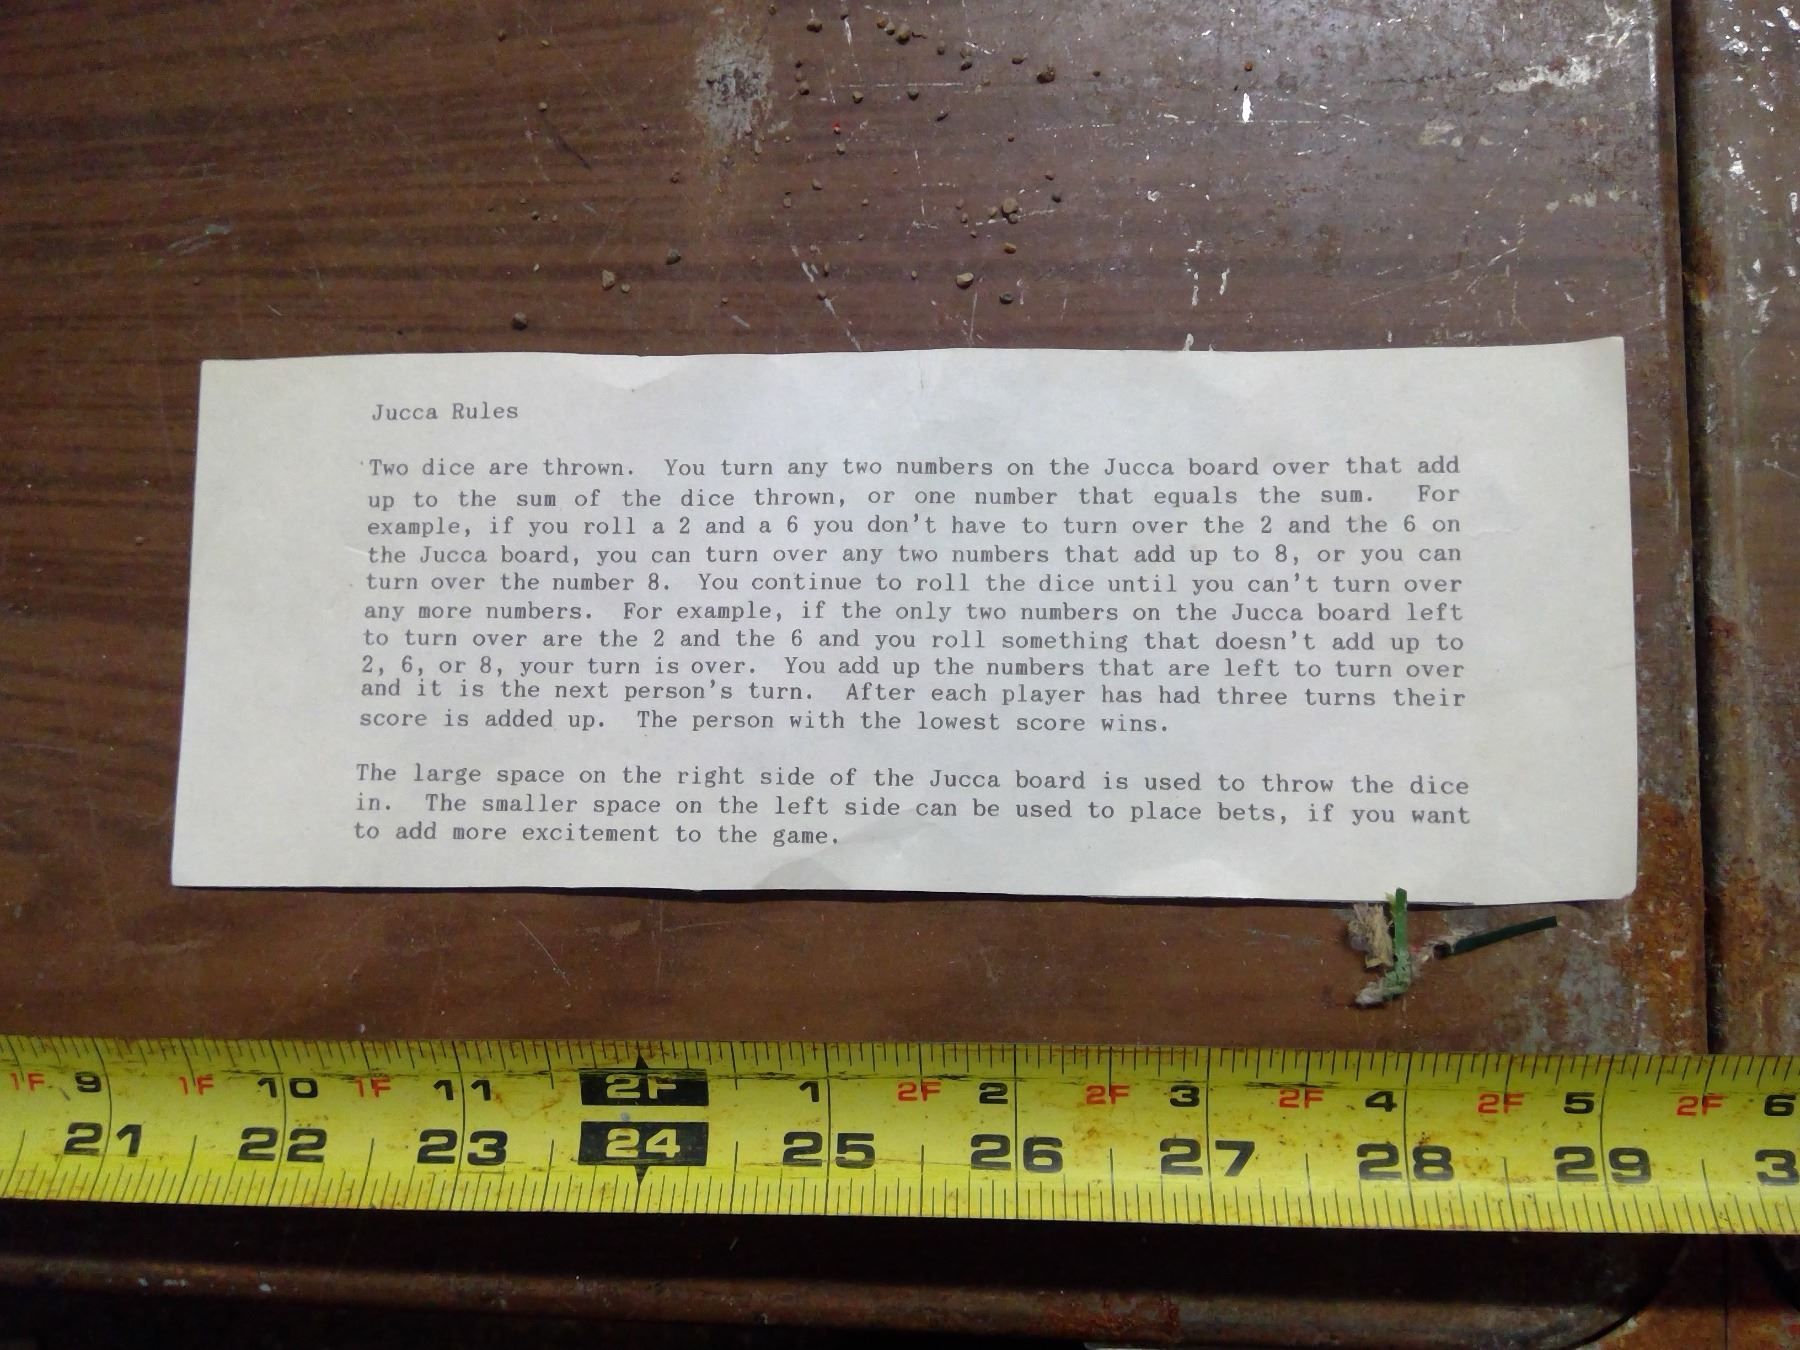 Jucca Rules
Two dice are thrown.  You turn any two numbers on the Jucca board over that add
up to the sum of the dice thrown, or one number that equals the sum.  For
example, if you roll a 2 and a 6 you don't have to turn over the 2 and the 6 on
the Jucca board, you can turn over any two numbers that add up to 8, or you can
turn over the number 8.  You continue to roll the dice until you can't turn over
any more numbers.  For example, if the only two numbers on the Jucca board left
to turn over are the 2 and the 6 and you roll something that doesn't add up to
2, 6, or 8, your turn is over.  You add up the numbers that are left to turn over
and it is the next person's turn.  After each player has had three turns their
score is added up.  The person with the lowest score wins.
The large space on the right side of the Jucca board is used to throw the dice
in.  The smaller space on the left side can be used to place bets, if you want
to add more excitement to the game.
1F 9 1F 10 1F 11 2F 1 2F 2 2F 3 2F 4 2F 5 2F 6
21 22 23 24 25 26 27 28 29 3